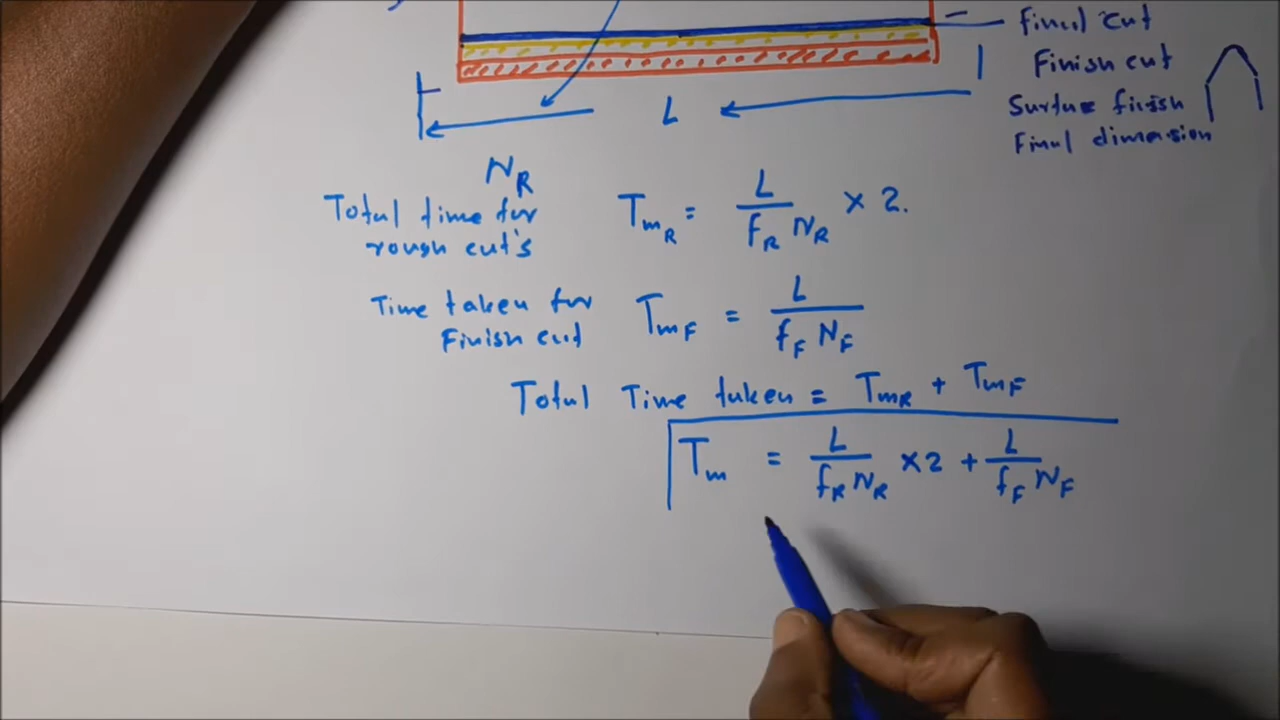 Final cut
Finish cut
Surface finish
Final dimension
L
N_R
Total time for rough cut's T_mR = L / (f_R N_R) × 2.
Time taken for Finish cut T_mF = L / (f_F N_F)
Total Time taken = T_mR + T_mF
T_m = L / (f_R N_R) × 2 + L / (f_F N_F)